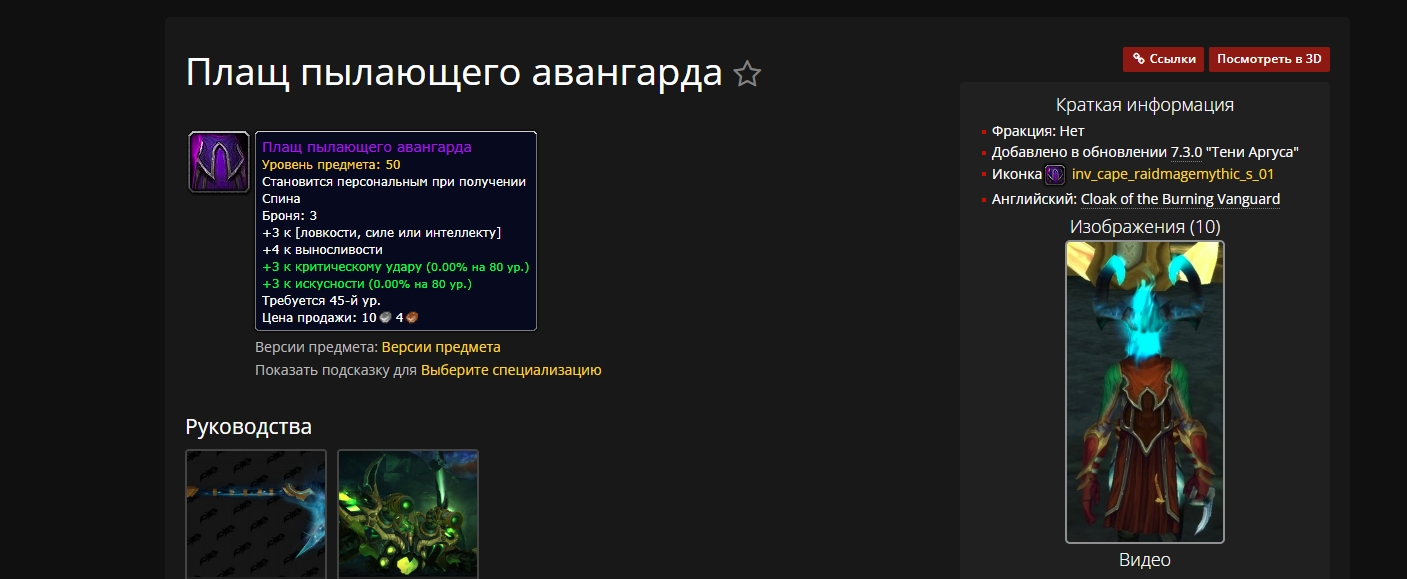 Плащ пылающего авангарда
Ссылки
Посмотреть в 3D
Плащ пылающего авангарда
Уровень предмета: 50
Становится персональным при получении
Спина
Броня: 3
+3 к [ловкости, силе или интеллекту]
+4 к выносливости
+3 к критическому удару (0.00% на 80 ур.)
+3 к искусности (0.00% на 80 ур.)
Требуется 45-й ур.
Цена продажи: 10 4
Версии предмета: Версии предмета
Показать подсказку для Выберите специализацию
Руководства
Краткая информация
Фракция: Нет
Добавлено в обновлении 7.3.0 "Тени Аргуса"
Иконка inv_cape_raidmagemythic_s_01
Английский: Cloak of the Burning Vanguard
Изображения (10)
Видео